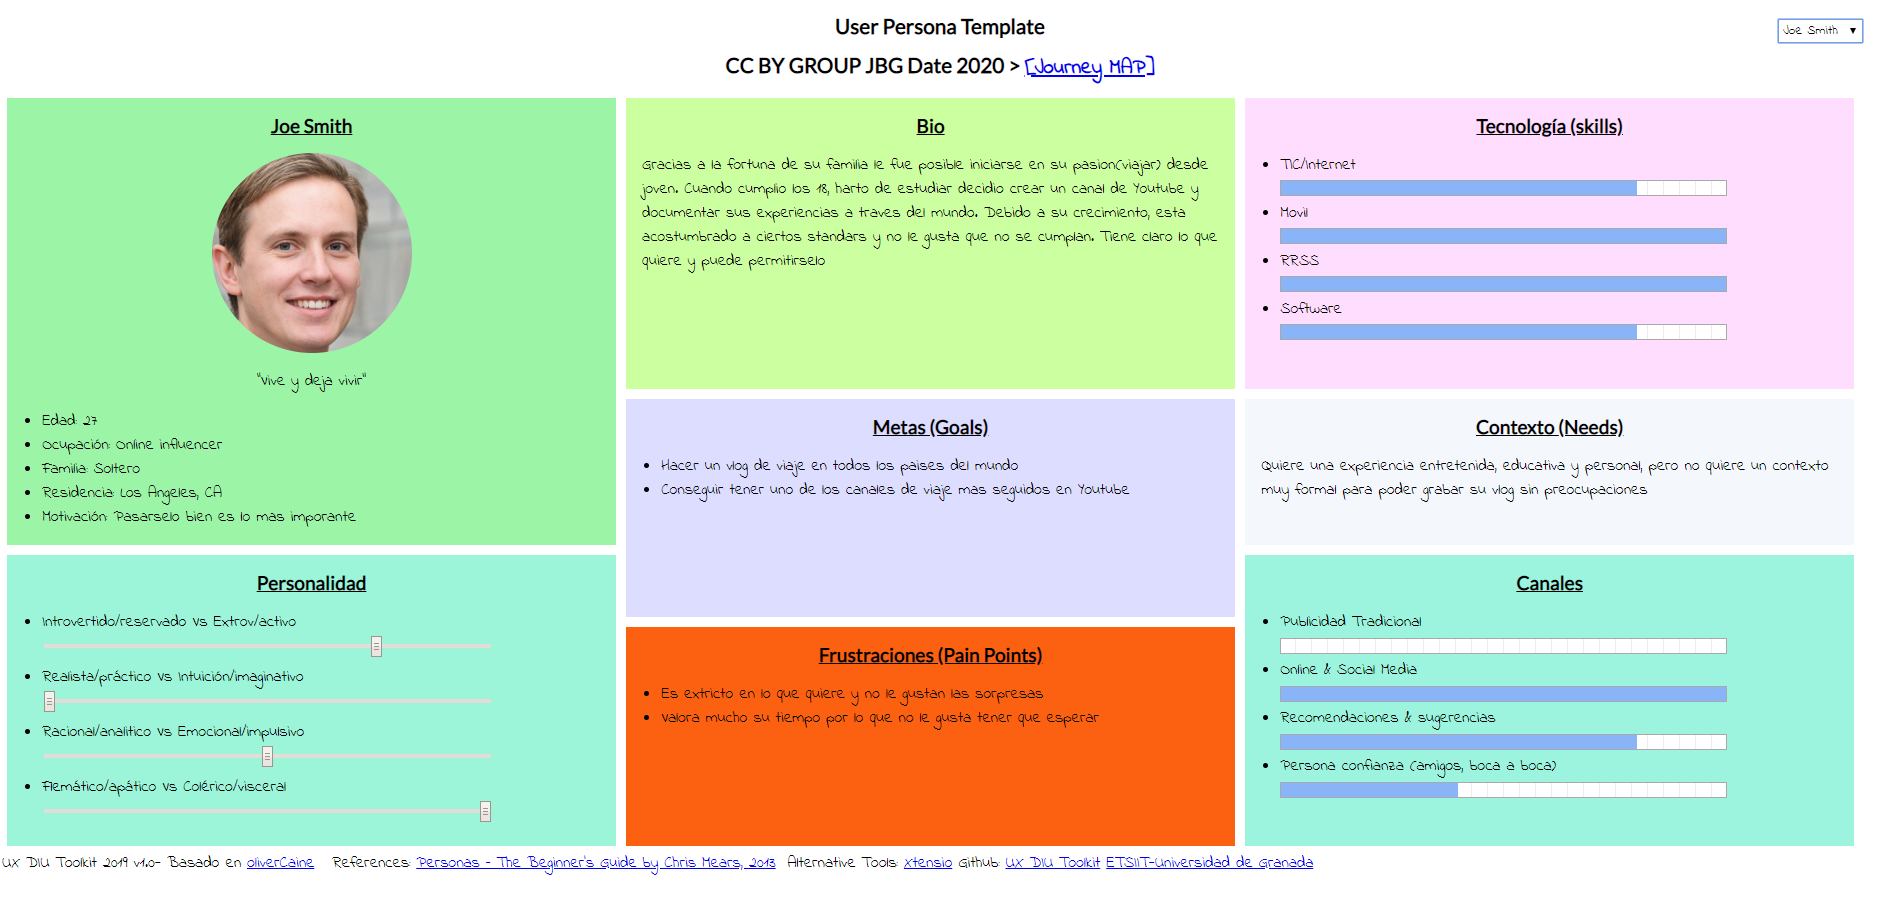 User Persona Template
Joe Smith
CC BY GROUP JBG Date 2020 > [Journey MAP]
Joe Smith
"Vive y deja vivir"
Edad: 27
Ocupación: Online influencer
Familia: Soltero
Residencia: Los Angeles, CA
Motivación: Pasarselo bien es lo mas imporante
Personalidad
Introvertido/reservado Vs Extrov/activo
Realista/práctico Vs Intuición/imaginativo
Racional/analitico Vs Emocional/impulsivo
Flemático/apático Vs Colérico/visceral
Bio
Gracias a la fortuna de su familia le fue posible iniciarse en su pasion(viajar) desde
joven. Cuando cumplio los 18, harto de estudiar decidio crear un canal de Youtube y
documentar sus experiencias a traves del mundo. Debido a su crecimiento, esta
acostumbrado a ciertos standars y no le gusta que no se cumplan. Tiene claro lo que
quiere y puede permitirselo
Metas (Goals)
Hacer un vlog de viaje en todos los paises del mundo
Conseguir tener uno de los canales de viaje mas seguidos en Youtube
Frustraciones (Pain Points)
Es extricto en lo que quiere y no le gustan las sorpresas
Valora mucho su tiempo por lo que no le gusta tener que esperar
Tecnología (skills)
TIC/Internet
Movil
RRSS
Software
Contexto (Needs)
Quiere una experiencia entretenida, educativa y personal, pero no quiere un contexto
muy formal para poder grabar su vlog sin preocupaciones
Canales
Publicidad Tradicional
Online & Social Media
Recomendaciones & sugerencias
Persona confianza (amigos, boca a boca)
UX DIU Toolkit 2019 v1.0- Basado en oliverCaine References: Personas - The Beginner's Guide by Chris Mears, 2013 Alternative Tools: Xtensio Github: UX DIU Toolkit ETSIIT-Universidad de Granada